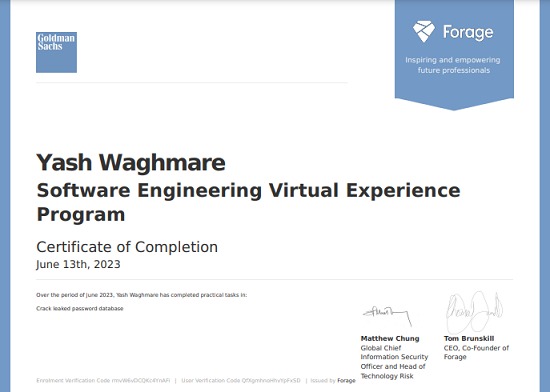 Goldman
Sachs
Forage
Inspiring and empowering
future professionals
Yash Waghmare
Software Engineering Virtual Experience
Program
Certificate of Completion
June 13th, 2023
Over the period of June 2023, Yash Waghmare has completed practical tasks in:
Crack leaked password database
Matthew Chung
Global Chief
Information Security
Officer and Head of
Technology Risk
Tom Brunskill
CEO, Co-Founder of
Forage
Enrolment Verification Code | User Verification Code | Issued by Forage